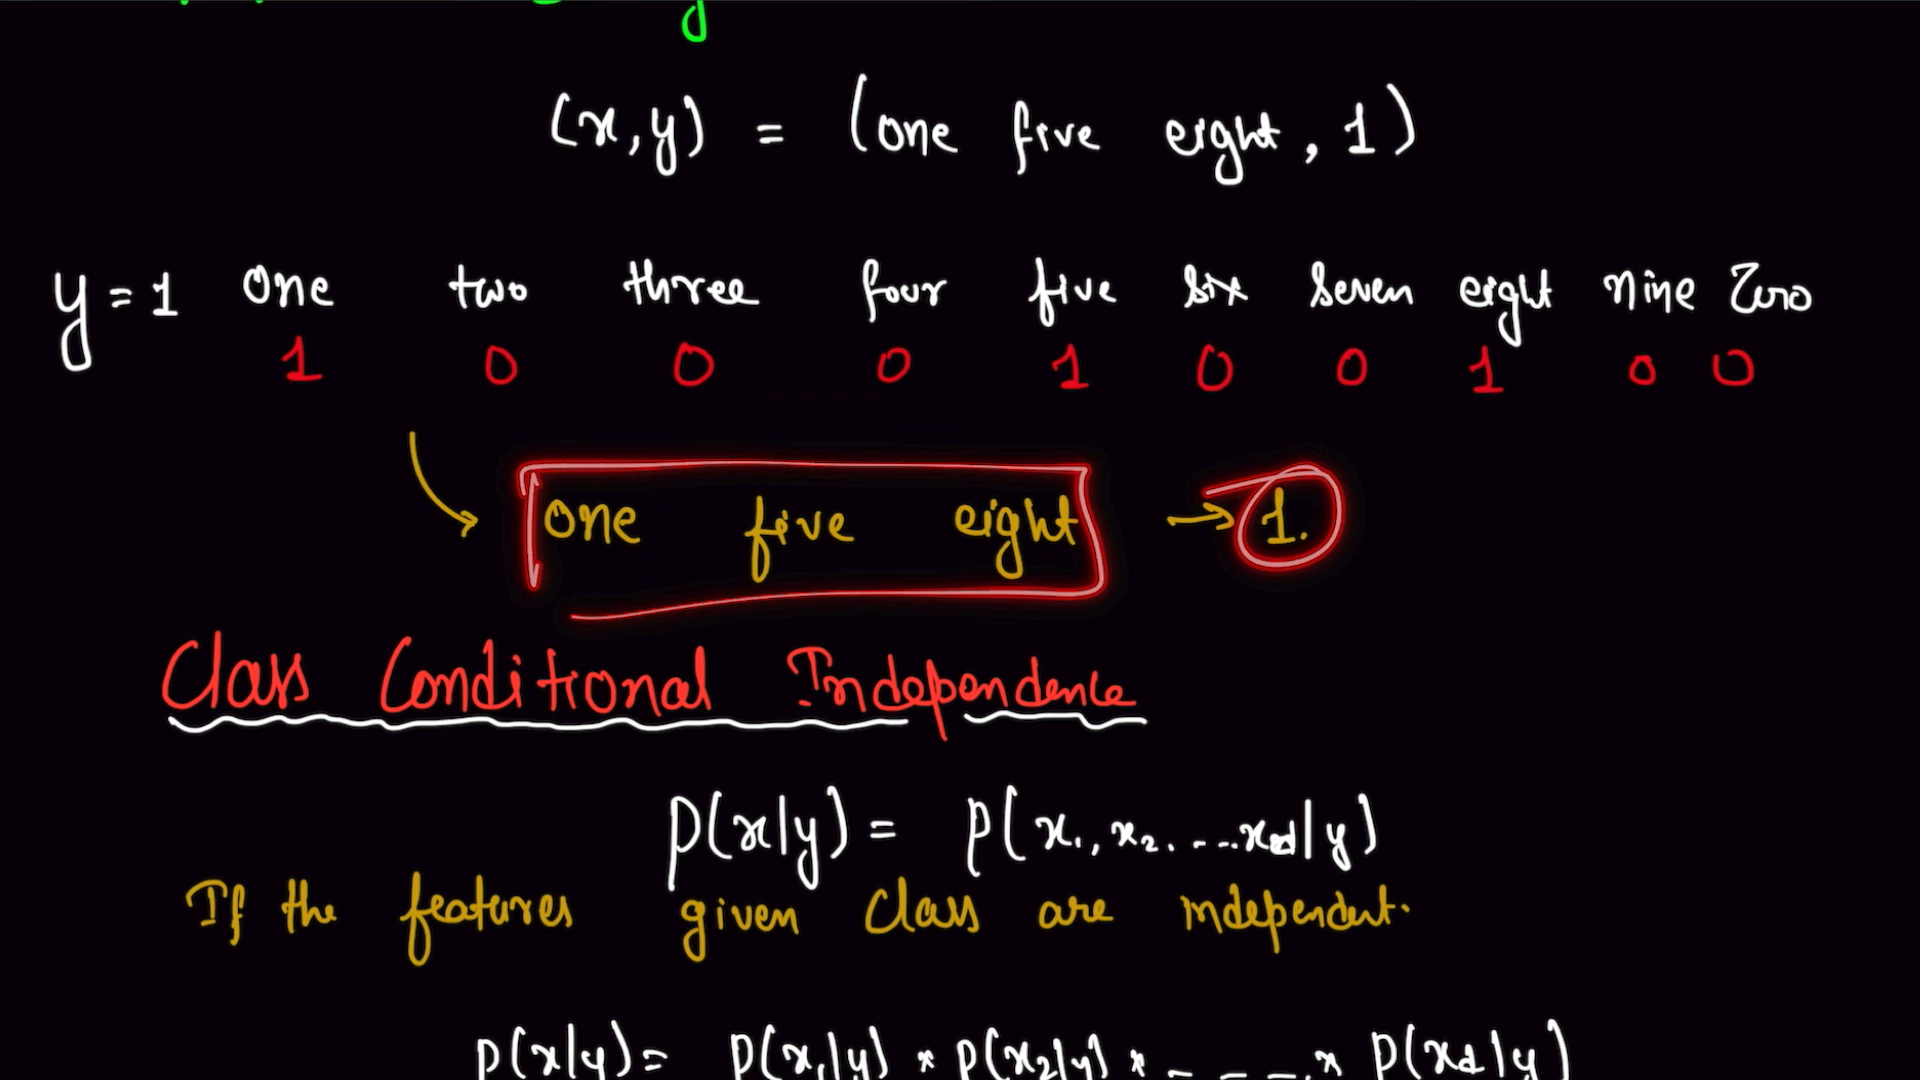 (x,y) = (one five eight, 1)
y=1 one two three four five six seven eight nine Zero
1 0 0 0 1 0 0 1 0 0
one five eight → 1.
Class Conditional Independence
P(x|y) = P(x1, x2, ....xd|y)
If the features given Class are independent.
P(x|y) = P(x1|y) * P(x2|y) * - - - * P(xd|y)